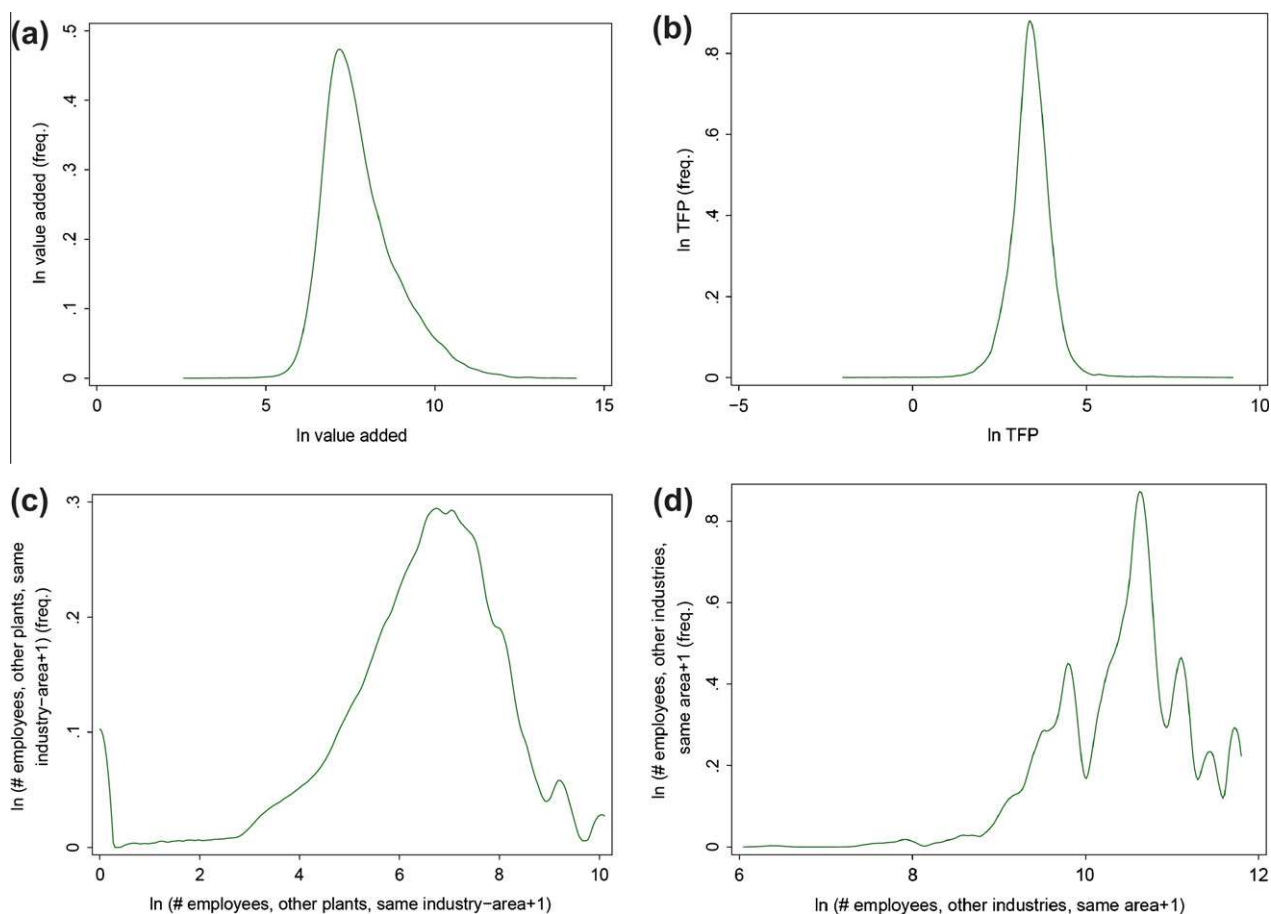 (a)
ln value added (freq.)
.5
.4
.3
.2
.1
0
0 5 10 15
ln value added
(b)
ln TFP (freq.)
.8
.6
.4
.2
0
−5 0 5 10
ln TFP
(c)
ln (# employees, other plants, same
industry−area+1) (freq.)
.3
.2
.1
0
0 2 4 6 8 10
ln (# employees, other plants, same industry−area+1)
(d)
ln (# employees, other industries,
same area+1 (freq.)
.8
.6
.4
.2
0
6 8 10 12
ln (# employees, other industries, same area+1)